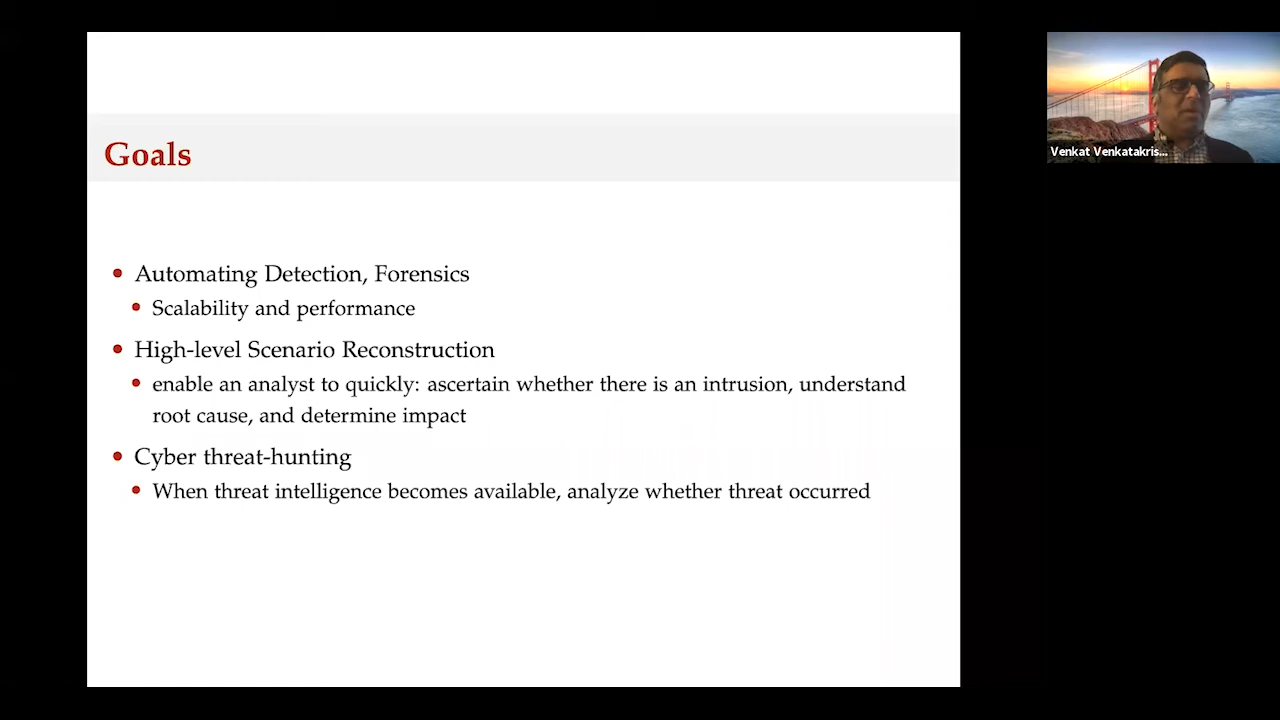 Goals
• Automating Detection, Forensics
• Scalability and performance
• High-level Scenario Reconstruction
• enable an analyst to quickly: ascertain whether there is an intrusion, understand
root cause, and determine impact
• Cyber threat-hunting
• When threat intelligence becomes available, analyze whether threat occurred
Venkat Venkatakris...